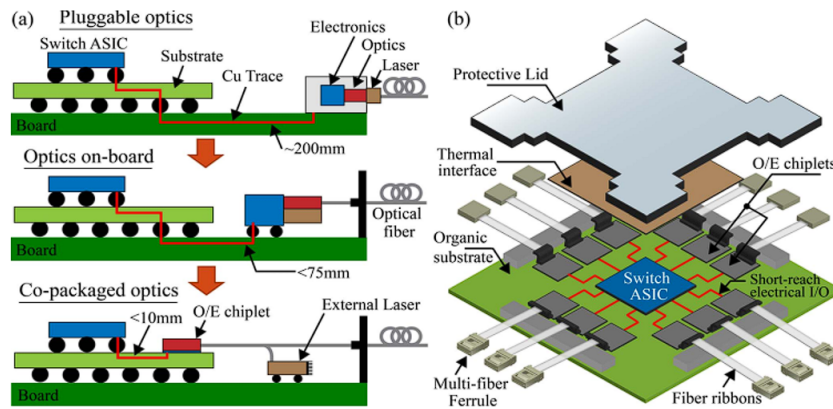 (a)
Pluggable optics
Switch ASIC
Substrate
Cu Trace
Electronics
Optics
Laser
Board
~200mm
Optics on-board
Optical
fiber
Board
<75mm
Co-packaged optics
<10mm
O/E chiplet
External Laser
Board
(b)
Protective Lid
Thermal
interface
O/E chiplets
Organic
substrate
Switch
ASIC
Short-reach
electrical I/O
Multi-fiber
Ferrule
Fiber ribbons